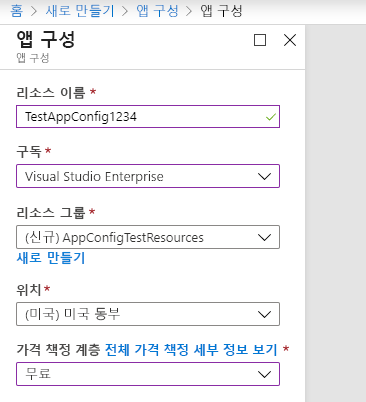 홈 > 새로 만들기 > 앱 구성 > 앱 구성
앱 구성
앱 구성
리소스 이름 *
TestAppConfig1234
구독 *
Visual Studio Enterprise
리소스 그룹 *
(신규) AppConfigTestResources
새로 만들기
위치 *
(미국) 미국 동부
가격 책정 계층 전체 가격 책정 세부 정보 보기 *
무료